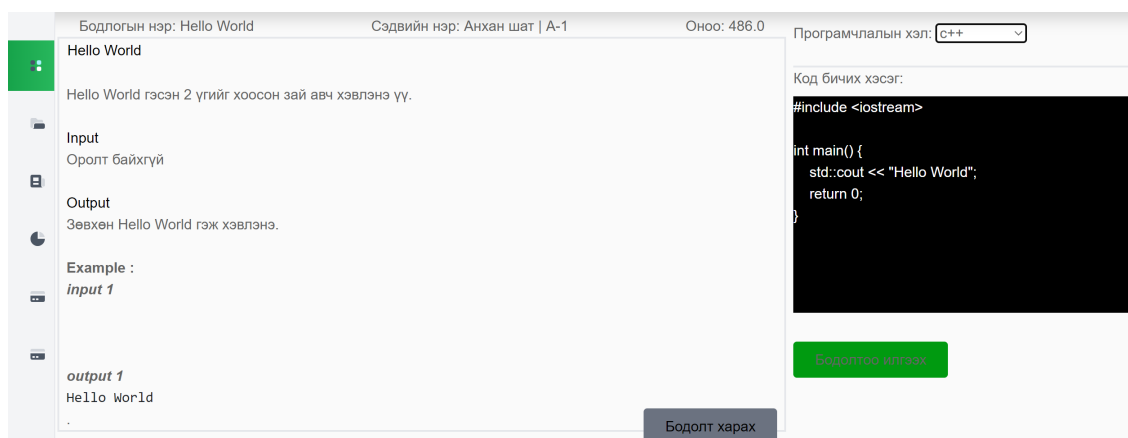 Бодлогын нэр: Hello World
Сэдвийн нэр: Анхан шат | A-1
Оноо: 486.0
Hello World
Hello World гэсэн 2 үгийг хоосон зай авч хэвлэнэ үү.
Input
Оролт байхгүй
Output
Зөвхөн Hello World гэж хэвлэнэ.
Example :
input 1
output 1
Hello World
.
Бодолт харах
Програмчлалын хэл: c++
Код бичих хэсэг:
#include <iostream>
int main() {
std::cout << "Hello World";
return 0;
}
Бодолтоо илгээх